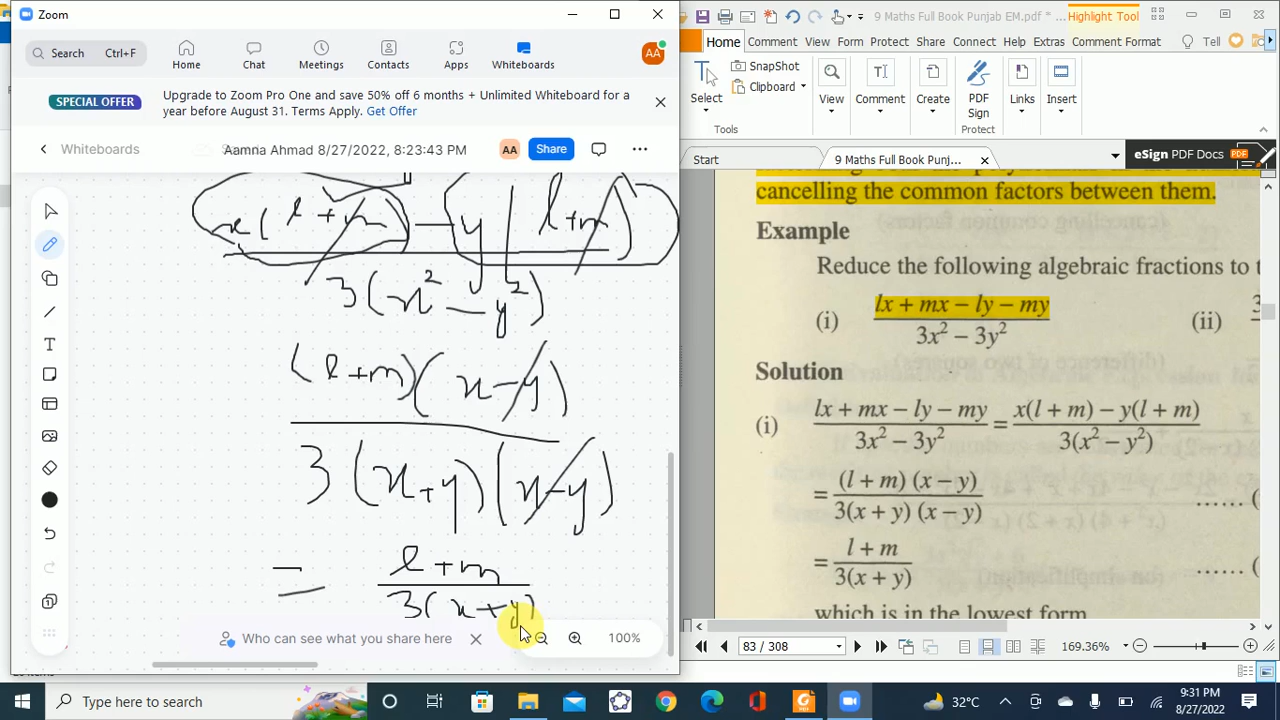 Zoom
Search Ctrl+F
Home
Chat
Meetings
Contacts
Apps
Whiteboards
AA
SPECIAL OFFER
Upgrade to Zoom Pro One and save 50% off 6 months + Unlimited Whiteboard for a
year before August 31. Terms Apply. Get Offer
Whiteboards
Aamna Ahmad 8/27/2022, 8:23:43 PM
AA
Share
x(l+m) - y(l+m)
3(x² - y²)
(l+m)(x-y)
3(x+y)(x-y)
= l+m
3(x+y)
Who can see what you share here
100%
9 Maths Full Book Punjab EM.pdf * ...
Highlight Tool
Home Comment View Form Protect Share Connect Help Extras Comment Format
Tell
Select
SnapShot
Clipboard
Tools
View
Comment
Create
PDF Sign
Protect
Links
Insert
Start
9 Maths Full Book Punj...
eSign PDF Docs
cancelling the common factors between them.
Example
Reduce the following algebraic fractions to t
(i) lx + mx − ly − my
3x² − 3y²
(ii) 3
Solution
(i) lx + mx − ly − my / 3x² − 3y² = x(l + m) − y(l + m) / 3(x² − y²)
= (l + m) (x − y) / 3(x + y) (x − y) ...... (
= l + m / 3(x + y) ...... (
which is in the lowest form
83 / 308
169.36%
Type here to search
32°C
9:31 PM
8/27/2022